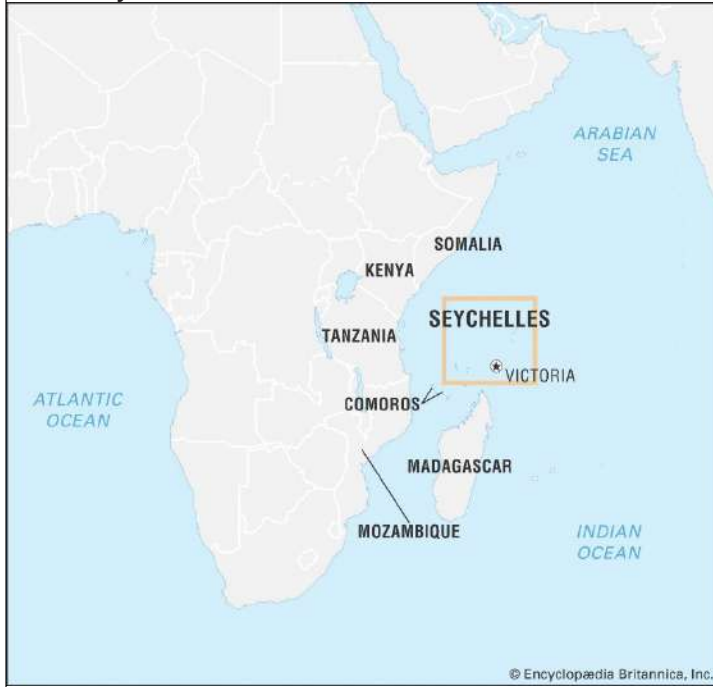 ARABIAN
SEA
SOMALIA
KENYA
SEYCHELLES
TANZANIA
VICTORIA
ATLANTIC
OCEAN
COMOROS
MADAGASCAR
MOZAMBIQUE
INDIAN
OCEAN
© Encyclopædia Britannica, Inc.